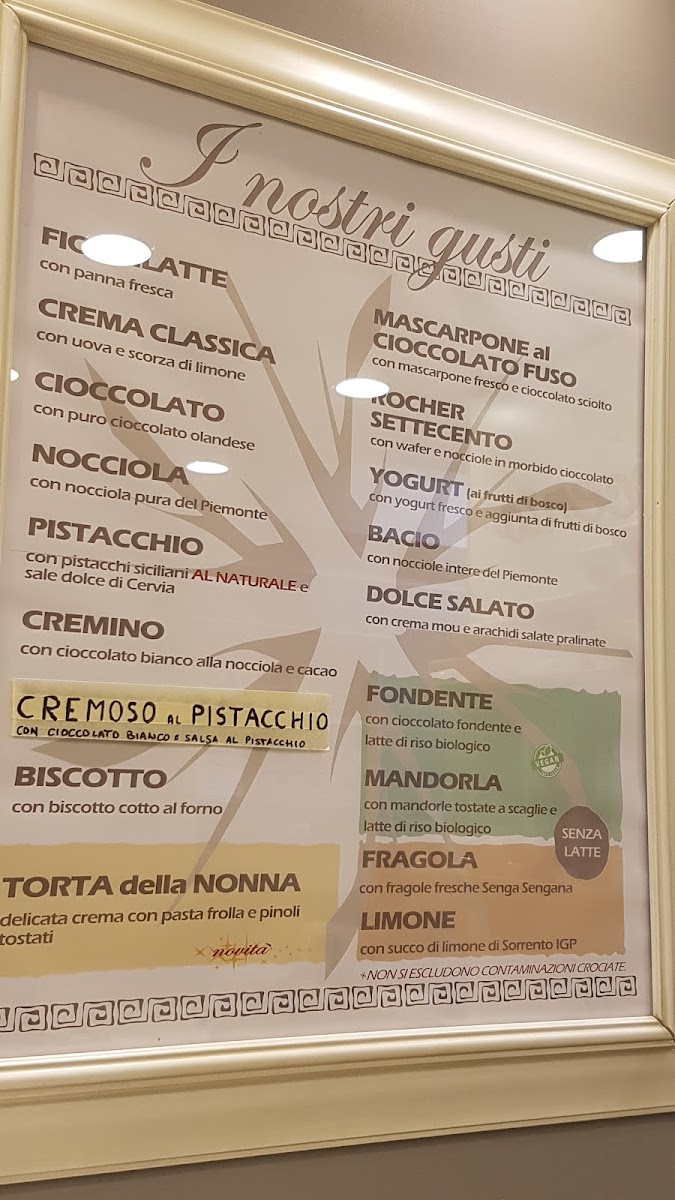 I nostri gusti
LATTE
con panna fresca
CREMA CLASSICA
con uova e scorza di limone
CIOCCOLATO
con puro cioccolato olandese
NOCCIOLA
con nocciola pura del Piemonte
PISTACCHIO
con pistacchi siciliani AL NATURALE e
sale dolce di Cervia
CREMINO
con cioccolato bianco alla nocciola e cacao
CREMOSO AL PISTACCHIO
CON CIOCCOLATO BIANCO E SALSA AL PISTACCHIO
BISCOTTO
con biscotto cotto al forno
TORTA della NONNA
delicata crema con pasta frolla e pinoli
tostati
novita'
MASCARPONE al
CIOCCOLATO FUSO
con mascarpone fresco e cioccolato sciolto
ROCHER
SETTECENTO
con wafer e nocciole in morbido cioccolato
YOGURT (ai frutti di bosco)
con yogurt fresco e aggiunta di frutti di bosco
BACIO
con nocciole intere del Piemonte
DOLCE SALATO
con crema mou e arachidi salate pralinate
FONDENTE
con cioccolato fondente e
latte di riso biologico
VEGAN
MANDORLA
con mandorle tostate a scaglie e
latte di riso biologico
SENZA
LATTE
FRAGOLA
con fragole fresche Senga Sengana
LIMONE
con succo di limone di Sorrento IGP
+NON SI ESCLUDONO CONTAMINAZIONI CROCIATE